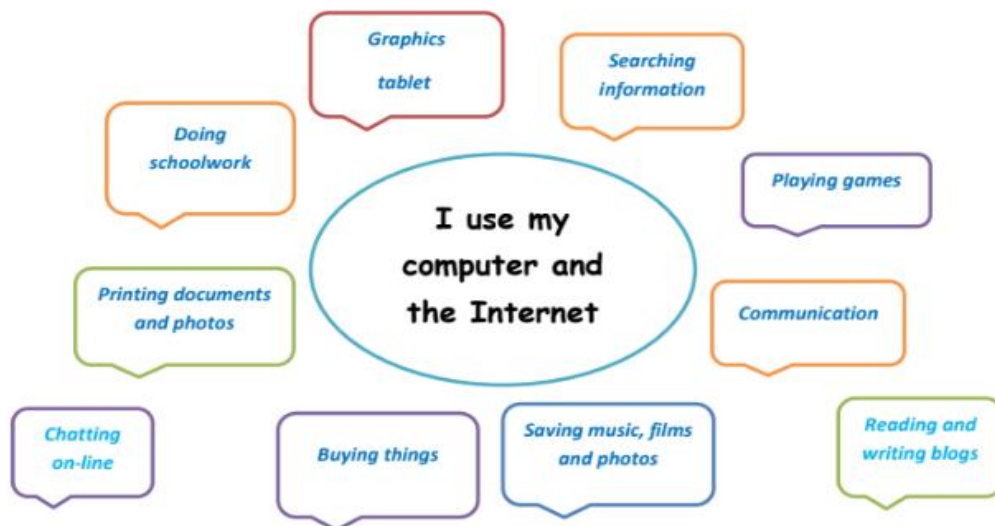 Graphics
tablet
Searching
information
Doing
schoolwork
Playing games
I use my
computer and
the Internet
Printing documents
and photos
Communication
Chatting
on-line
Buying things
Saving music, films
and photos
Reading and
writing blogs